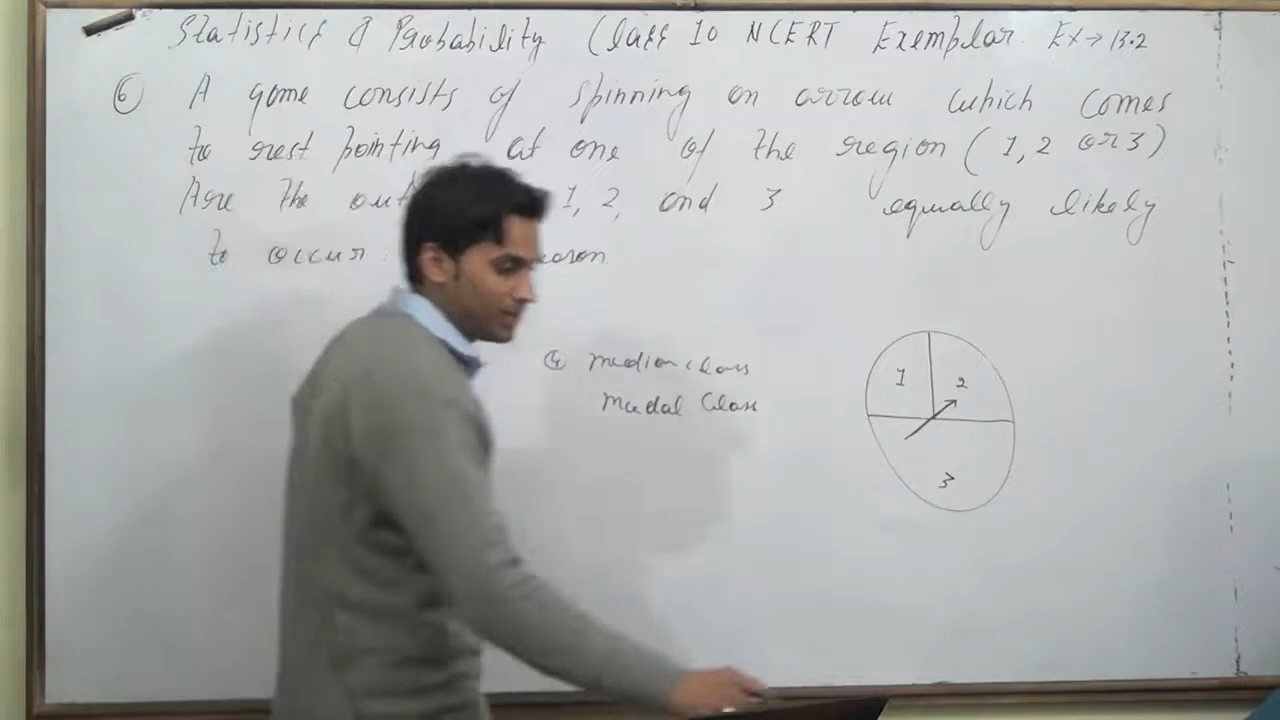 Statistics & Probability Class 10 NCERT Exemplar. Ex→13.2
⑥ A game consists of spinning an arrow which comes
to rest pointing at one of the region (1, 2 or 3)
Are the out 1, 2, and 3 equally likely
to occur
④ Median Class
Modal Class
1
2
3